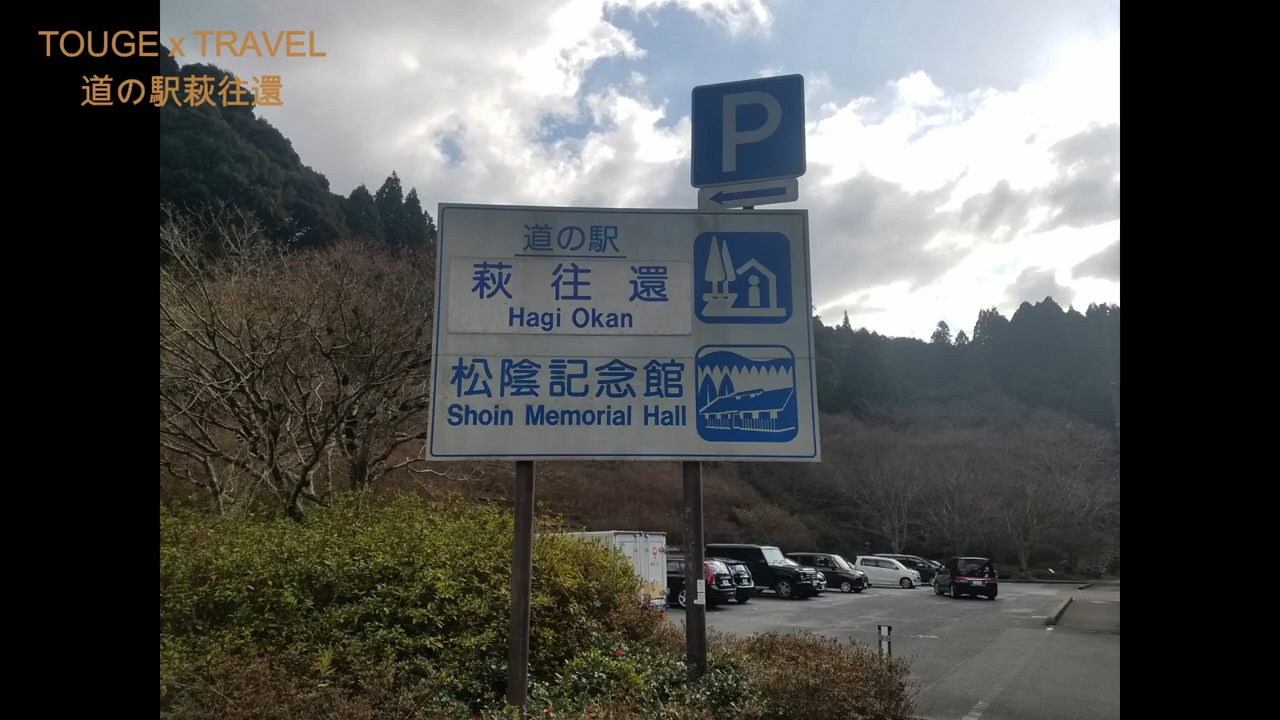 TOUGE x TRAVEL
道の駅萩往還
P
道の駅
萩往還
Hagi Okan
松陰記念館
Shoin Memorial Hall